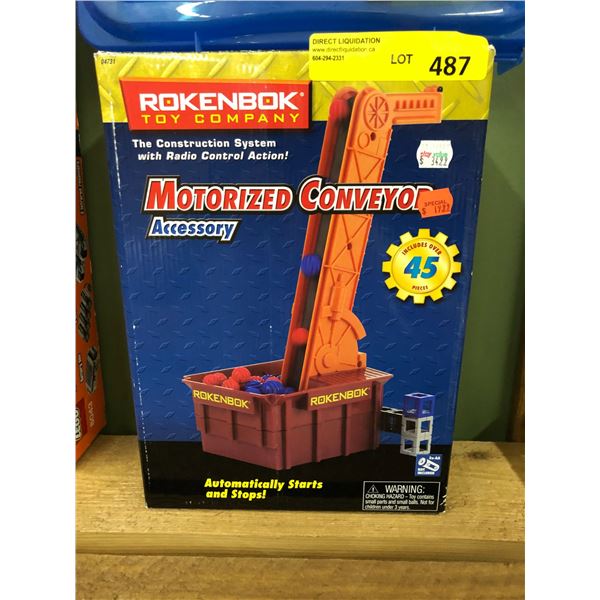 DIRECT LIQUIDATION
www.directliquidation.ca
604-294-2331
LOT 487
04731
ROKENBOK
TOY COMPANY
The Construction System
with Radio Control Action!
MOTORIZED CONVEYOR
Accessory
SPECIAL
INCLUDES OVER
45
PIECES
ROKENBOK
ROKENBOK
Automatically Starts
and Stops!
NOT
INCLUDED
WARNING:
CHOKING HAZARD - Toy contains
small parts and small balls. Not for
children under 3 years.